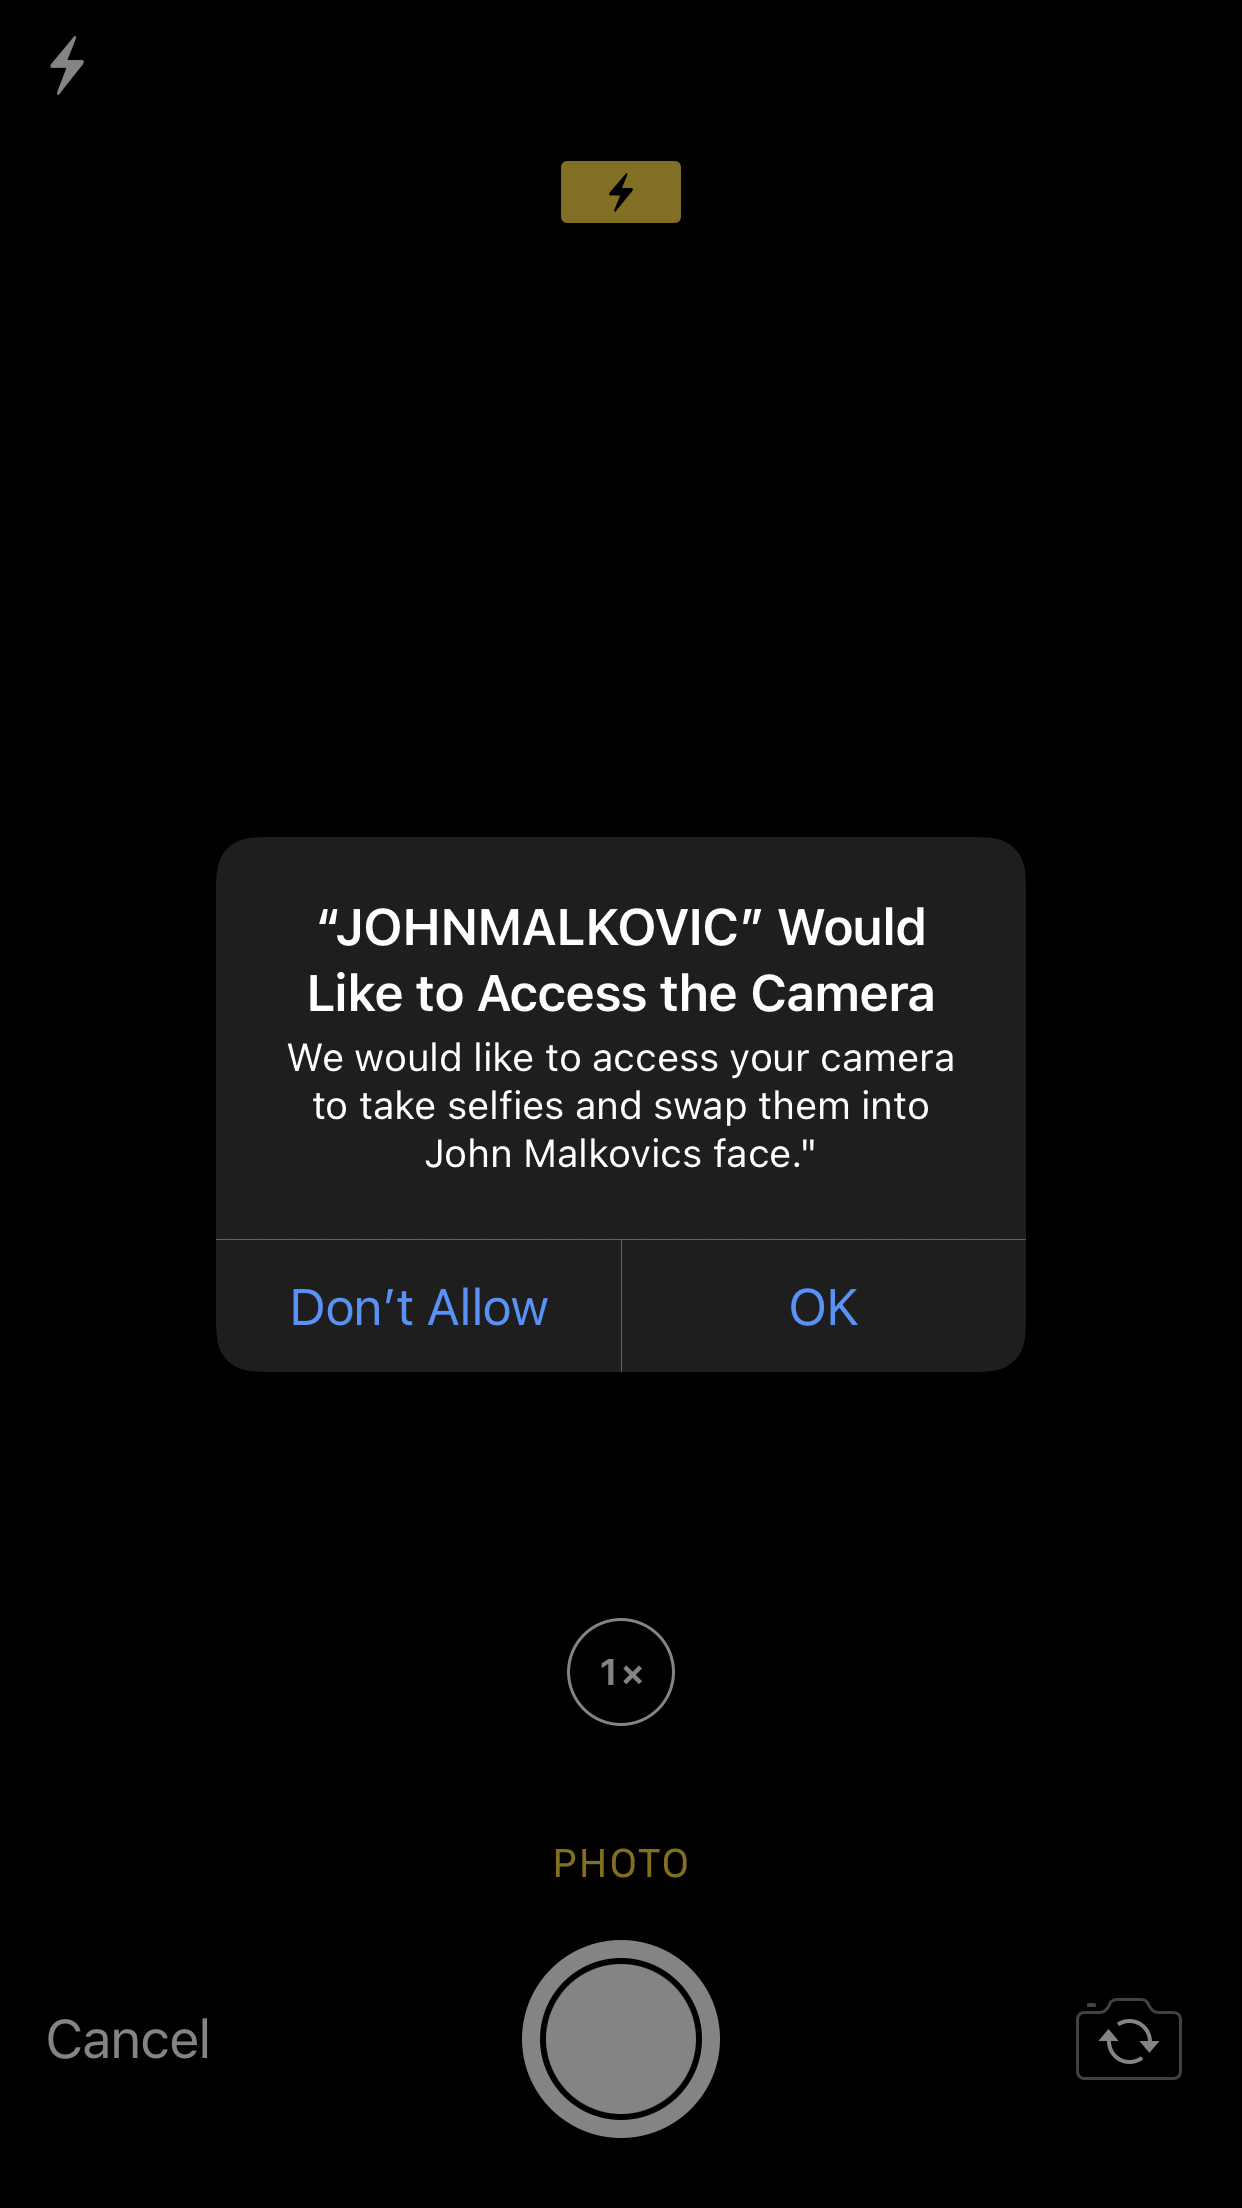 “JOHNMALKOVIC” Would
Like to Access the Camera
We would like to access your camera
to take selfies and swap them into
John Malkovics face."
Don’t Allow
OK
1×
PHOTO
Cancel